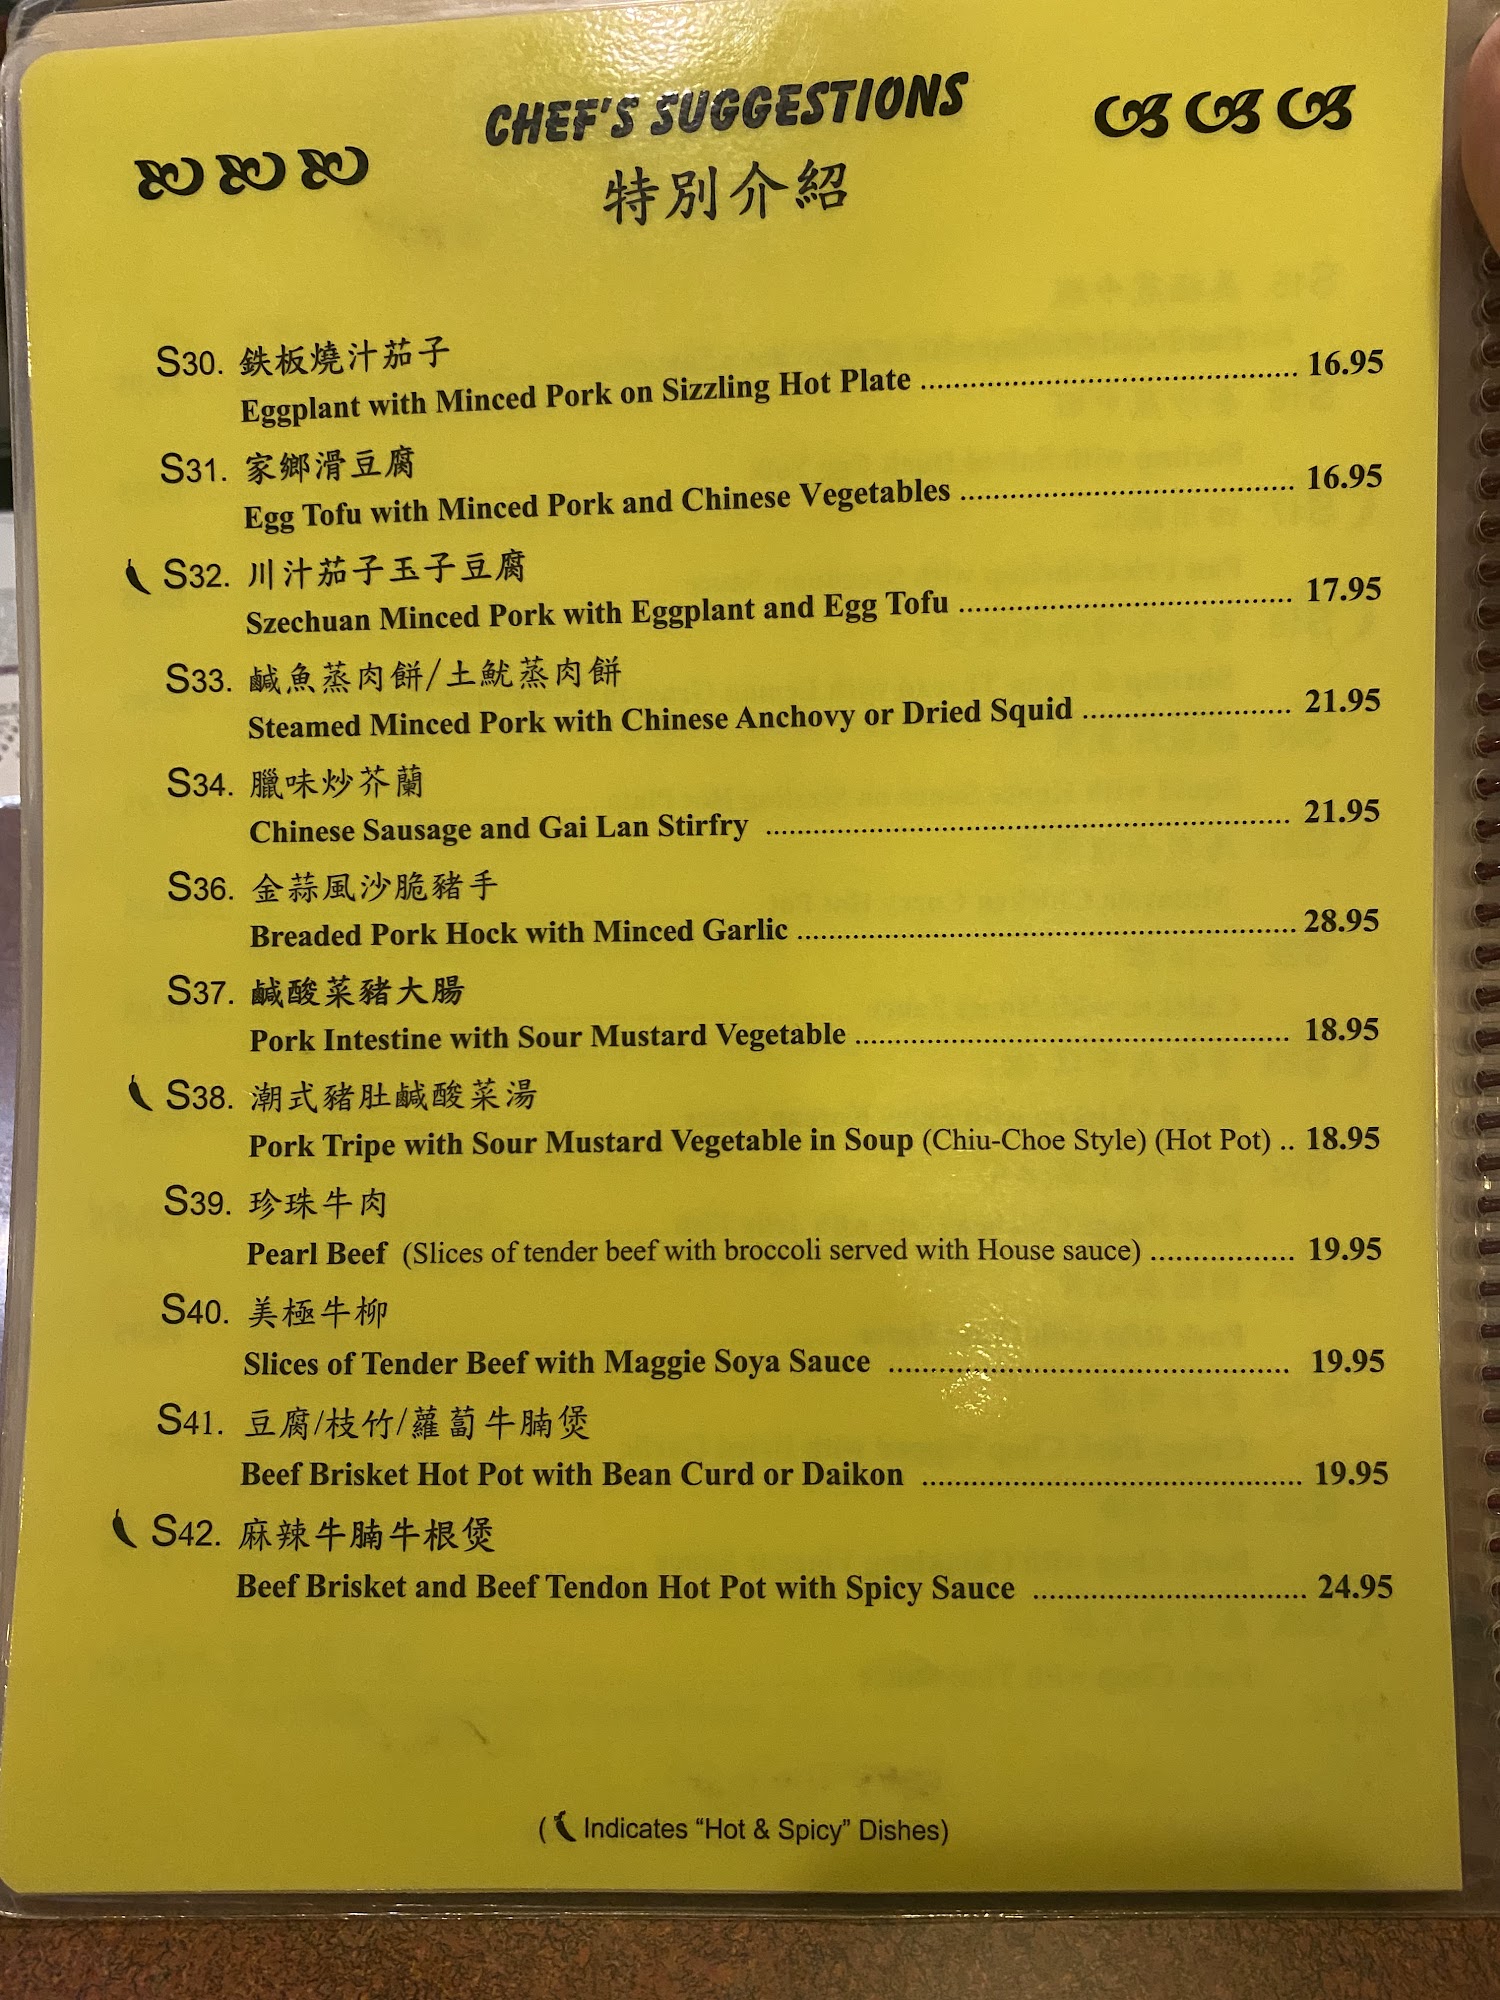 CHEF'S SUGGESTIONS
特別介紹
S30. 鉄板燒汁茄子
Eggplant with Minced Pork on Sizzling Hot Plate ........................................ 16.95
S31. 家鄉滑豆腐
Egg Tofu with Minced Pork and Chinese Vegetables ..................................... 16.95
S32. 川汁茄子玉子豆腐
Szechuan Minced Pork with Eggplant and Egg Tofu ..................................... 17.95
S33. 鹹魚蒸肉餅/土魷蒸肉餅
Steamed Minced Pork with Chinese Anchovy or Dried Squid ....................... 21.95
S34. 臘味炒芥蘭
Chinese Sausage and Gai Lan Stirfry ............................................................ 21.95
S36. 金蒜風沙脆豬手
Breaded Pork Hock with Minced Garlic ......................................................... 28.95
S37. 鹹酸菜豬大腸
Pork Intestine with Sour Mustard Vegetable .................................................. 18.95
S38. 潮式豬肚鹹酸菜湯
Pork Tripe with Sour Mustard Vegetable in Soup (Chiu-Choe Style) (Hot Pot) .. 18.95
S39. 珍珠牛肉
Pearl Beef (Slices of tender beef with broccoli served with House sauce) ................ 19.95
S40. 美極牛柳
Slices of Tender Beef with Maggie Soya Sauce .............................................. 19.95
S41. 豆腐/枝竹/蘿蔔牛腩煲
Beef Brisket Hot Pot with Bean Curd or Daikon ........................................... 19.95
S42. 麻辣牛腩牛根煲
Beef Brisket and Beef Tendon Hot Pot with Spicy Sauce ............................... 24.95
( Indicates “Hot & Spicy” Dishes)